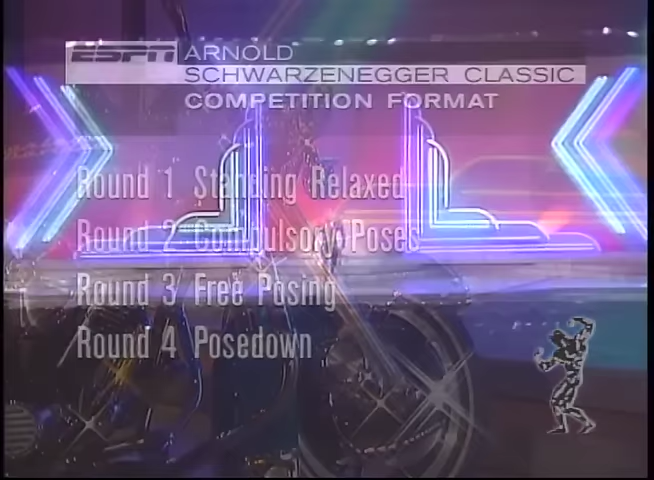 ESPN ARNOLD
SCHWARZENEGGER CLASSIC
COMPETITION FORMAT
Round 1 Standing Relaxed
Round 2 Compulsory Poses
Round 3 Free Posing
Round 4 Posedown